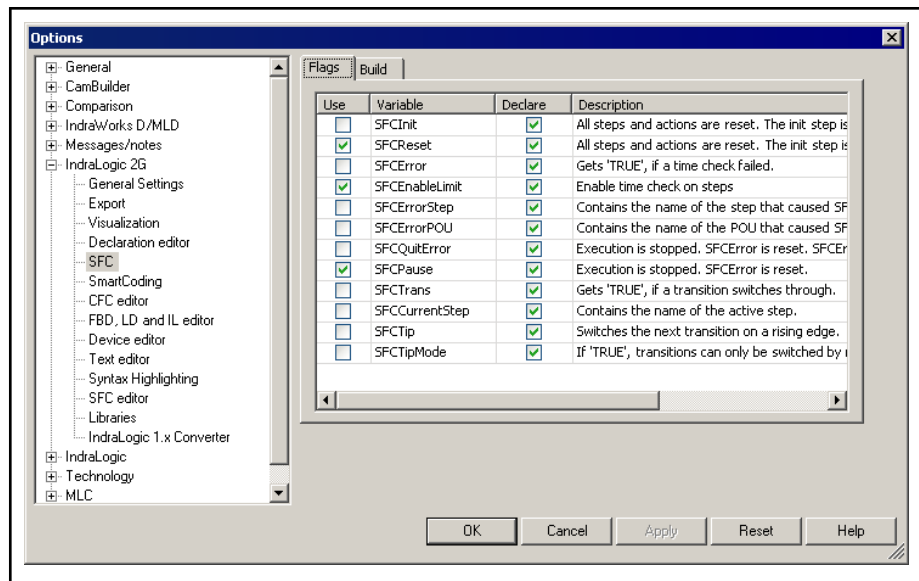 Options
General
CamBuilder
Comparison
IndraWorks D/MLD
Messages/notes
IndraLogic 2G
General Settings
Export
Visualization
Declaration editor
SFC
SmartCoding
CFC editor
FBD, LD and IL editor
Device editor
Text editor
Syntax Highlighting
SFC editor
Libraries
IndraLogic 1.x Converter
IndraLogic
Technology
MLC
Flags Build
Use Variable Declare Description
SFCInit All steps and actions are reset. The init step is
SFCReset All steps and actions are reset. The init step is
SFCError Gets 'TRUE', if a time check failed.
SFCEnableLimit Enable time check on steps
SFCErrorStep Contains the name of the step that caused SF
SFCErrorPOU Contains the name of the POU that caused SF
SFCQuitError Execution is stopped. SFCError is reset. SFCEr
SFCPause Execution is stopped. SFCError is reset.
SFCTrans Gets 'TRUE', if a transition switches through.
SFCCurrentStep Contains the name of the active step.
SFCTip Switches the next transition on a rising edge.
SFCTipMode If 'TRUE', transitions can only be switched by
OK Cancel Apply Reset Help